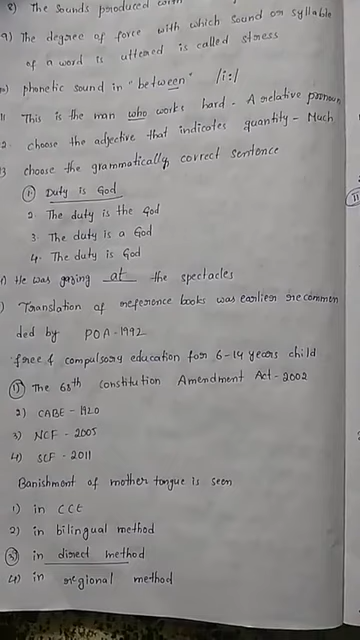 8) The sounds produced
9) The degree of force with which sound or syllable
of a word is uttered is called stress
10) phonetic sound in "between" /i:/
11 This is the man who works hard - A relative pronoun
2. choose the adjective that indicates quantity - Much
13 choose the grammatically correct sentence
① Duty is God
2. The duty is the God
3. The duty is a God
4. The duty is God
) He was gazing at the spectacles
) Translation of reference books was earlier recommen
ded by POA-1992
free & compulsory education for 6-14 years child
① The 68th constitution Amendment Act - 2002
2) CABE - 1920
3) NCF - 2005
4) SCF - 2011
Banishment of mother tongue is seen
1) in CCE
2) in bilingual method
③ in direct method
4) in regional method